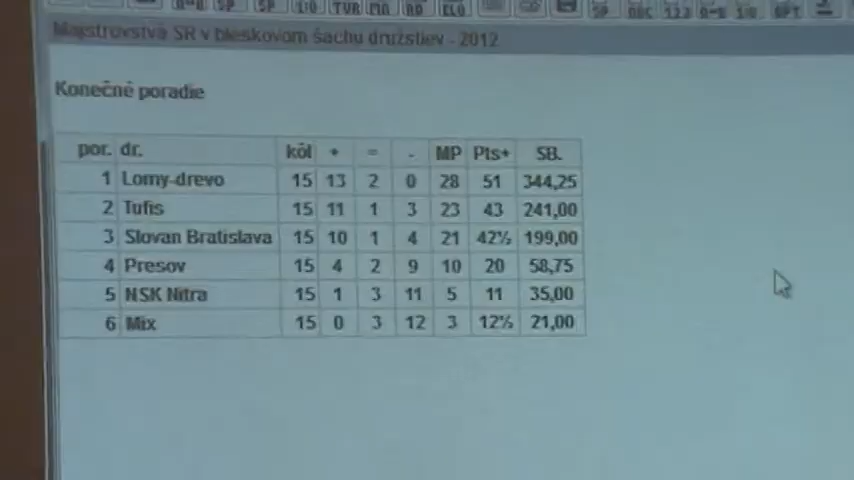 Majstrovstvá SR v bleskovom šachu družstiev - 2012
Konečné poradie
por. dr. kôl + = - MP Pts+ SB.
1 Lomy-drevo 15 13 2 0 28 51 344,25
2 Tufis 15 11 1 3 23 43 241,00
3 Slovan Bratislava 15 10 1 4 21 42½ 199,00
4 Presov 15 4 2 9 10 20 58,75
5 NSK Nitra 15 1 3 11 5 11 35,00
6 Mix 15 0 3 12 3 12½ 21,00